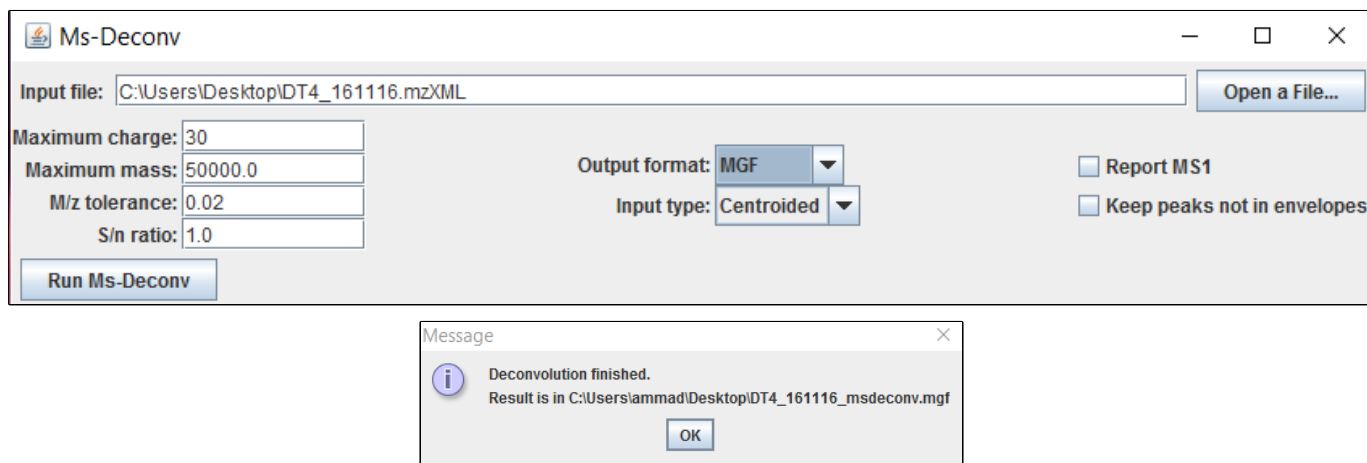 Ms-Deconv
Input file: C:\Users\Desktop\DT4_161116.mzXML Open a File...
Maximum charge: 30
Maximum mass: 50000.0 Output format: MGF Report MS1
M/z tolerance: 0.02 Input type: Centroided Keep peaks not in envelopes
S/n ratio: 1.0
Run Ms-Deconv
Message
Deconvolution finished.
Result is in C:\Users\ammad\Desktop\DT4_161116_msdeconv.mgf
OK